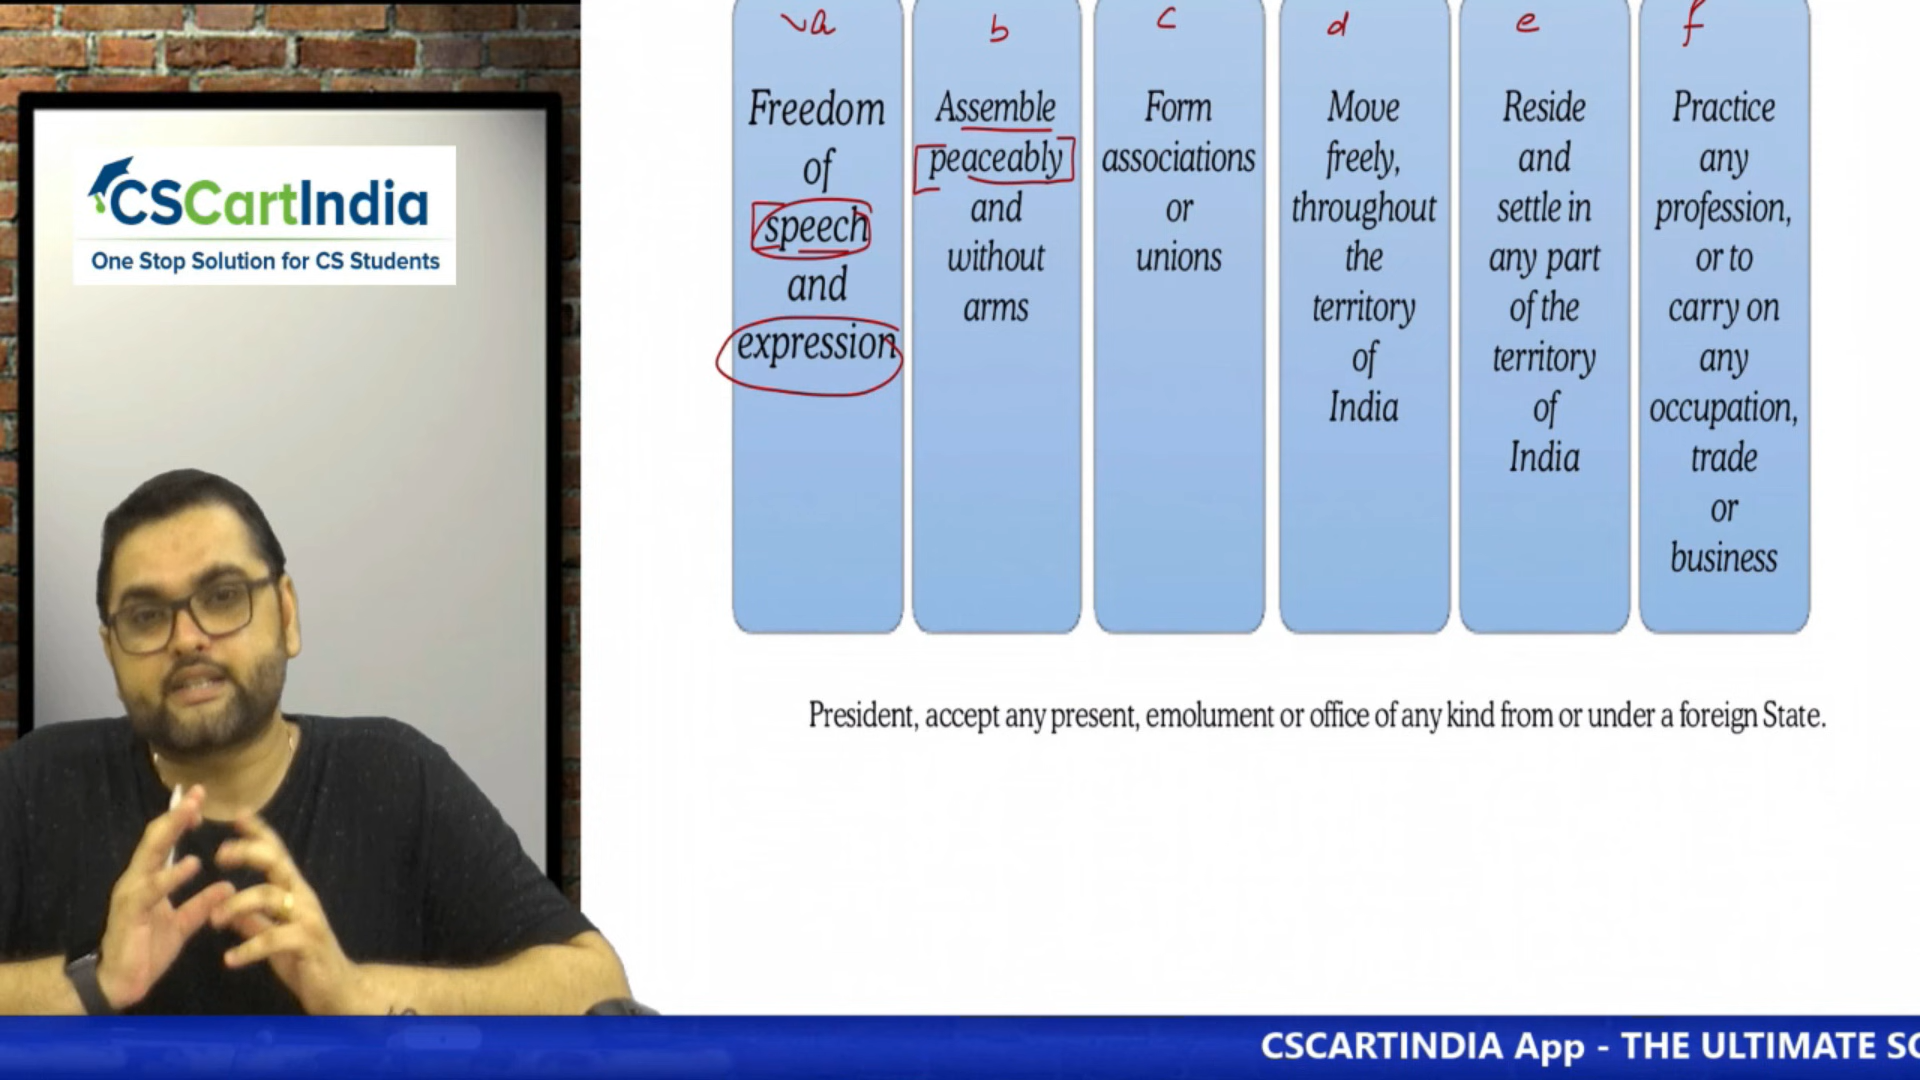 CSCartIndia
One Stop Solution for CS Students
a
Freedom
of
speech
and
expression
b
Assemble
peaceably
and
without
arms
c
Form
associations
or
unions
d
Move
freely,
throughout
the
territory
of
India
e
Reside
and
settle in
any part
of the
territory
of
India
f
Practice
any
profession,
or to
carry on
any
occupation,
trade
or
business
President, accept any present, emolument or office of any kind from or under a foreign State.
CSCARTINDIA App - THE ULTIMATE